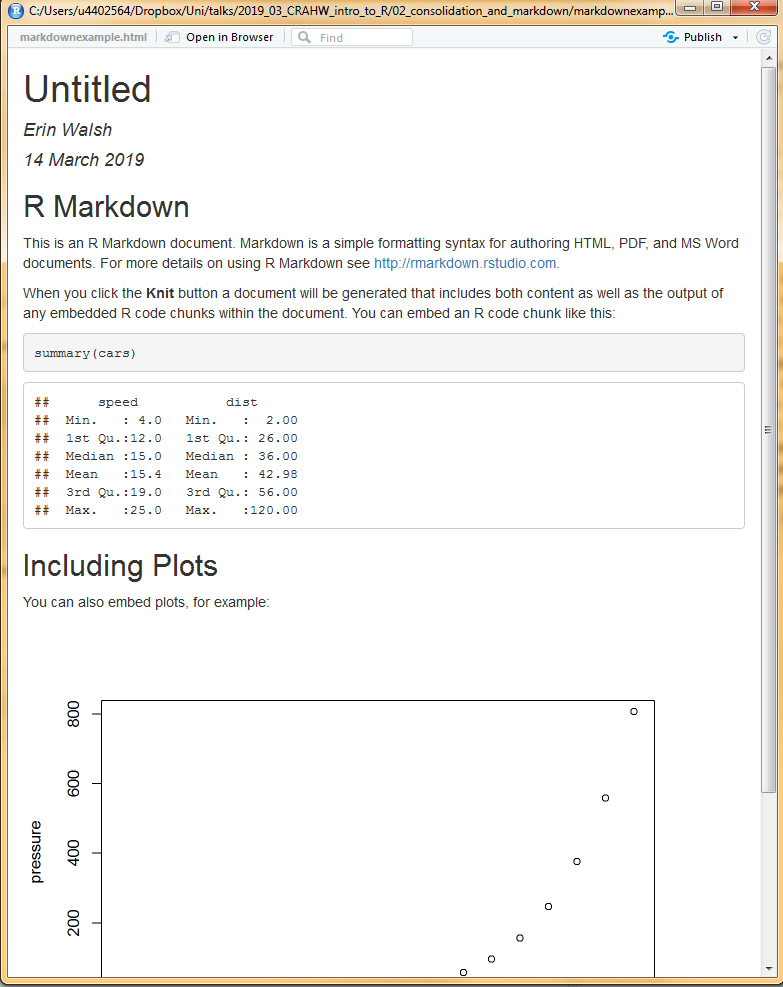 C:/Users/u4402564/Dropbox/Uni/talks/2019_03_CRAHW_intro_to_R/02_consolidation_and_markdown/markdownexamp...
markdownexample.html Open in Browser Find Publish
Untitled
Erin Walsh
14 March 2019
R Markdown
This is an R Markdown document. Markdown is a simple formatting syntax for authoring HTML, PDF, and MS Word
documents. For more details on using R Markdown see http://rmarkdown.rstudio.com.
When you click the Knit button a document will be generated that includes both content as well as the output of
any embedded R code chunks within the document. You can embed an R code chunk like this:
summary(cars)
##      speed           dist
##  Min.   : 4.0   Min.   :  2.00
##  1st Qu.:12.0   1st Qu.: 26.00
##  Median :15.0   Median : 36.00
##  Mean   :15.4   Mean   : 42.98
##  3rd Qu.:19.0   3rd Qu.: 56.00
##  Max.   :25.0   Max.   :120.00
Including Plots
You can also embed plots, for example:
800
600
400
200
pressure